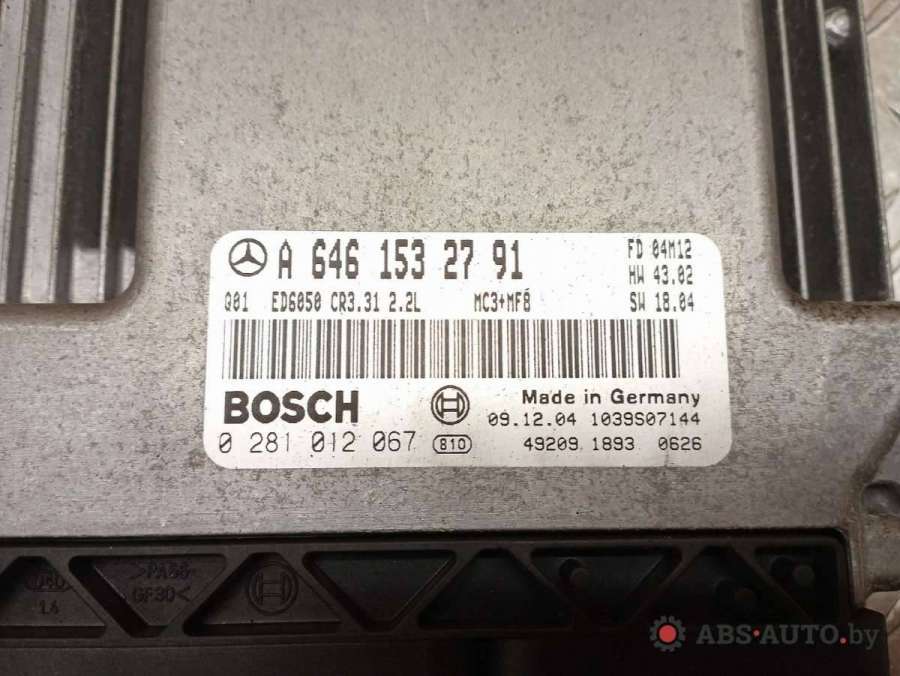 A 646 153 27 91
FD 04M12
HW 43.02
Q01 ED6050 CR3.31 2.2L MC3+MF8 SW 18.04
BOSCH
Made in Germany
09.12.04 1039S07144
0 281 012 067 810 49209 1893 0626
>PA66-
GF30<
ABS-AUTO.by